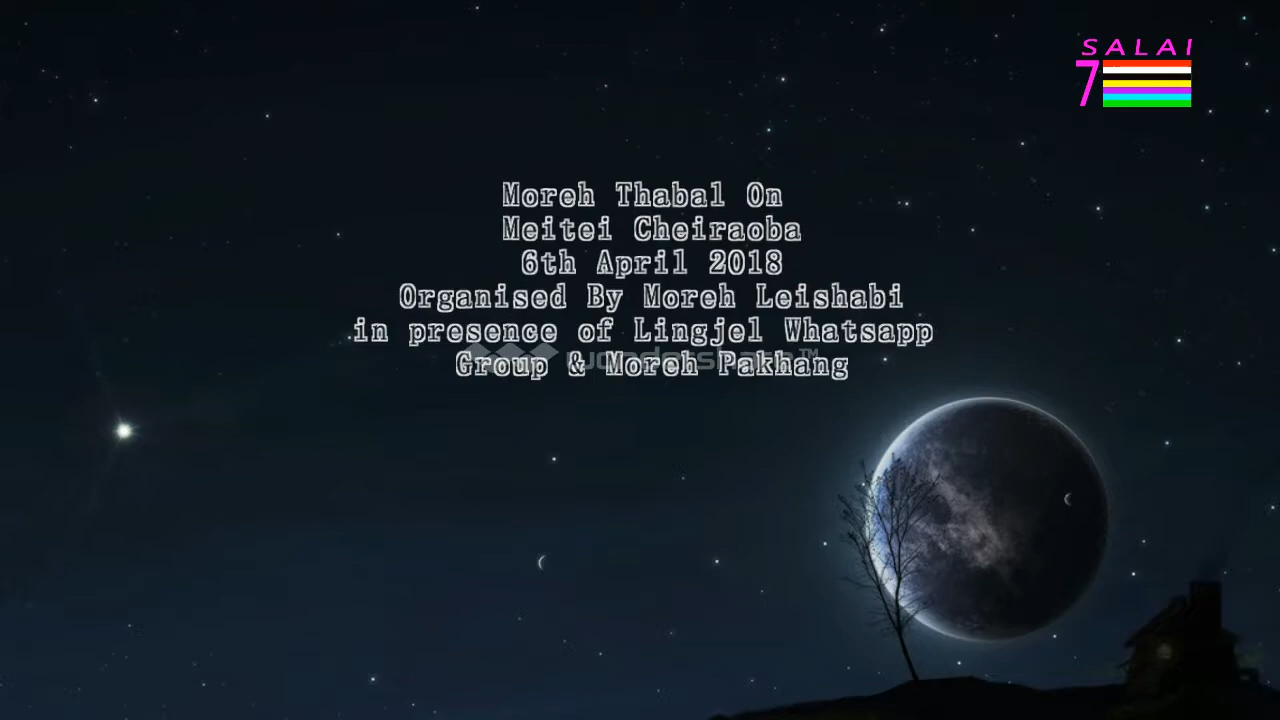 SALAI
7
Moreh Thabal On
Meitei Cheiraoba
6th April 2018
Organised By Moreh Leishabi
in presence of Lingjel Whatsapp
Group & Moreh Pakhang
wondershare™